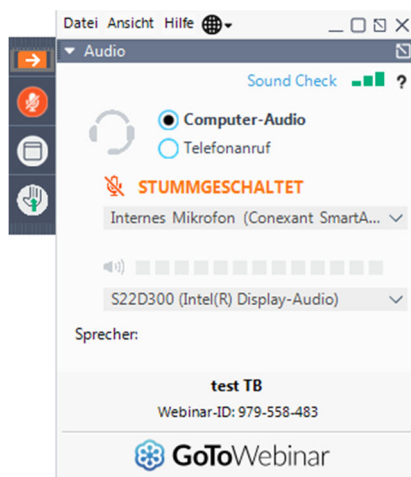 Datei Ansicht Hilfe
Audio
Sound Check ?
Computer-Audio
Telefonanruf
STUMMGESCHALTET
Internes Mikrofon (Conexant SmartA...
S22D300 (Intel(R) Display-Audio)
Sprecher:
test TB
Webinar-ID: 979-558-483
GoToWebinar